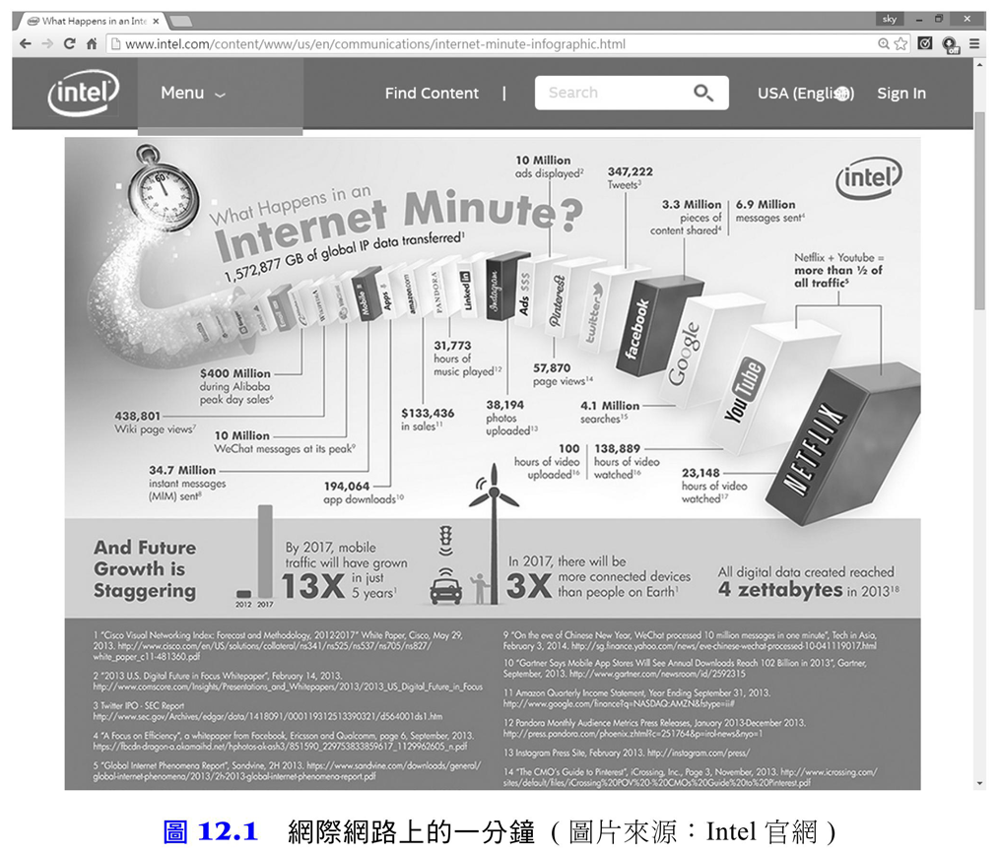 What Happens in an Inte
sky
www.intel.com/content/www/us/en/communications/internet-minute-infographic.html
off
intel
Menu
Find Content
|
Search
USA (English)
Sign In
intel
What Happens in an
Internet Minute?
1,572,877 GB of global IP data transferred1
10 Million
ads displayed2
347,222
Tweets3
3.3 Million
pieces of
content shared4
6.9 Million
messages sent4
Netflix + Youtube =
more than ½ of
all traffic5
Mobile
Apps
amazon.com
PANDORA
Linked in
Instagram
Ads $$$
Pinterest
twitter
facebook
Google
YouTube
NETFLIX
$400 Million
during Alibaba
peak day sales6
438,801
Wiki page views7
10 Million
WeChat messages at its peak9
34.7 Million
instant messages
(MIM) sent8
194,064
app downloads10
$133,436
in sales11
31,773
hours of
music played12
38,194
photos
uploaded13
57,870
page views14
4.1 Million
searches15
100
hours of video
uploaded16
138,889
hours of video
watched16
23,148
hours of video
watched17
And Future
Growth is
Staggering
2012 2017
By 2017, mobile
traffic will have grown
13X in just
5 years1
In 2017, there will be
3X more connected devices
than people on Earth1
All digital data created reached
4 zettabytes in 201318
1 "Cisco Visual Networking Index: Forecast and Methodology, 2012-2017" White Paper, Cisco, May 29,
2013. http://www.cisco.com/en/US/solutions/collateral/ns341/ns525/ns537/ns705/ns827/
white_paper_c11-481360.pdf
2 "2013 U.S. Digital Future in Focus Whitepaper", February 14, 2013.
http://www.comscore.com/Insights/Presentations_and_Whitepapers/2013/2013_US_Digital_Future_in_Focus
3 Twitter IPO - SEC Report
http://www.sec.gov/Archives/edgar/data/1418091/000119312513390321/d564001ds1.htm
4 "A Focus on Efficiency", a whitepaper from Facebook, Ericsson and Qualcomm, page 6, September, 2013.
https://fbcdn-dragon-a.akamaihd.net/hphotos-ak-ash3/851590_229753833859617_1129962605_n.pdf
5 "Global Internet Phenomena Report", Sandvine, 2H 2013. https://www.sandvine.com/downloads/general/
global-internet-phenomena/2013/2h-2013-global-internet-phenomena-report.pdf
9 "On the eve of Chinese New Year, WeChat processed 10 million messages in one minute", Tech in Asia,
February 3, 2014. http://sg.finance.yahoo.com/news/eve-chinese-wechat-processed-10-041119017.html
10 "Gartner Says Mobile App Stores Will See Annual Downloads Reach 102 Billion in 2013", Gartner,
September, 2013. http://www.gartner.com/newsroom/id/2592315
11 Amazon Quarterly Income Statement, Year Ending September 31, 2013.
http://www.google.com/finance?q=NASDAQ:AMZN&fstype=ii#
12 Pandora Monthly Audience Metrics Press Releases, January 2013-December 2013.
http://press.pandora.com/phoenix.zhtml?c=251764&p=irol-news&nyo=1
13 Instagram Press Site, February 2013. http://instagram.com/press/
14 "The CMO's Guide to Pinterest", iCrossing, Inc., Page 3, November, 2013. http://www.icrossing.com/
sites/default/files/iCrossing%20POV%20-%20CMOs%20Guide%20to%20Pinterest.pdf
圖 12.1 網際網路上的一分鐘 ( 圖片來源：Intel 官網 )